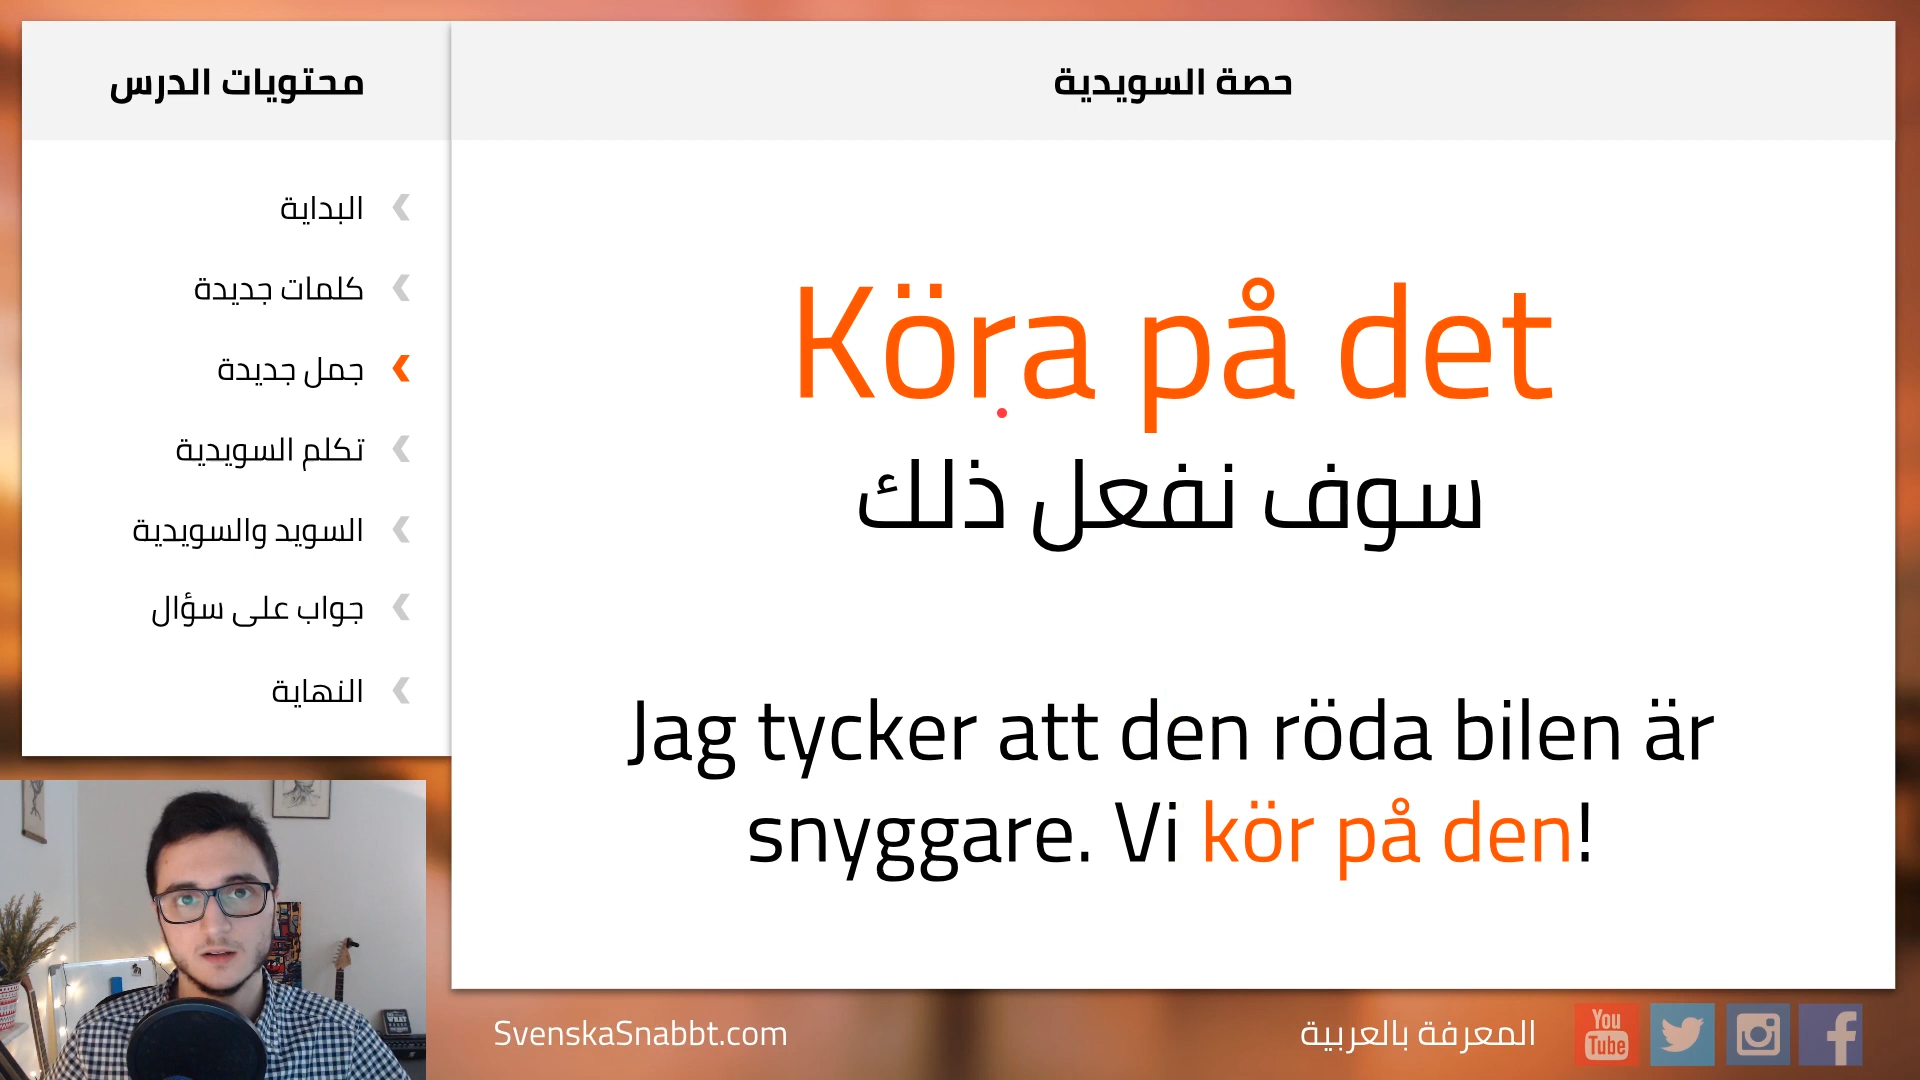 محتويات الدرس
البداية
كلمات جديدة
جمل جديدة
تكلم السويدية
السويد والسويدية
جواب على سؤال
النهاية
حصة السويدية
Köra på det
سوف نفعل ذلك
Jag tycker att den röda bilen är
snyggare. Vi kör på den!
SvenskaSnabbt.com
المعرفة بالعربية
You
Tube